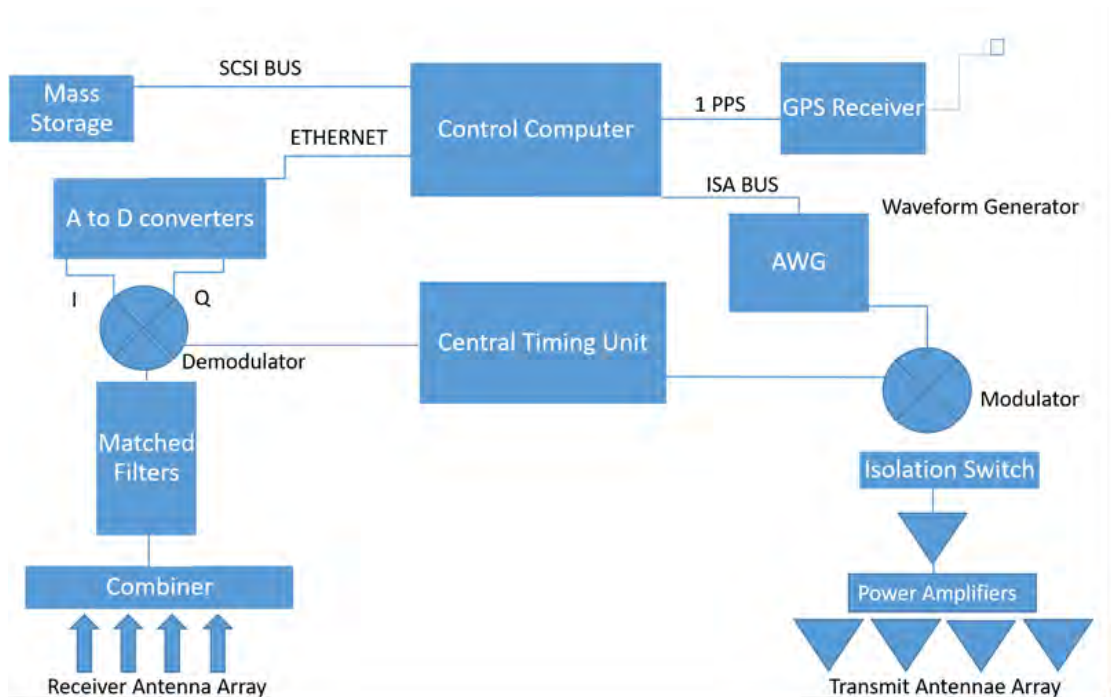 SCSI BUS
Mass
Storage
Control Computer
1 PPS
GPS Receiver
ETHERNET
ISA BUS
A to D converters
Waveform Generator
AWG
I
Q
Central Timing Unit
Demodulator
Modulator
Matched
Filters
Isolation Switch
Combiner
Power Amplifiers
Receiver Antenna Array
Transmit Antennae Array